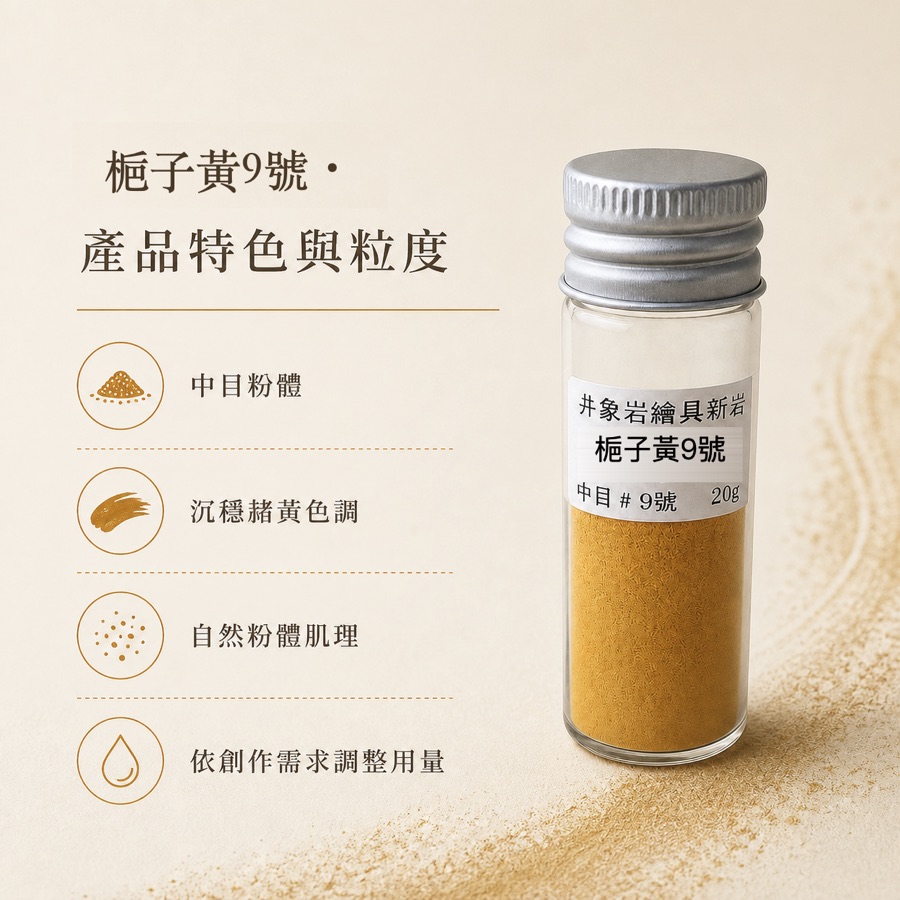 梔子黃9號・
產品特色與粒度
中目粉體
沉穩赭黃色調
自然粉體肌理
依創作需求調整用量
井象岩繪具新岩
梔子黃9號
中目 # 9號 20g